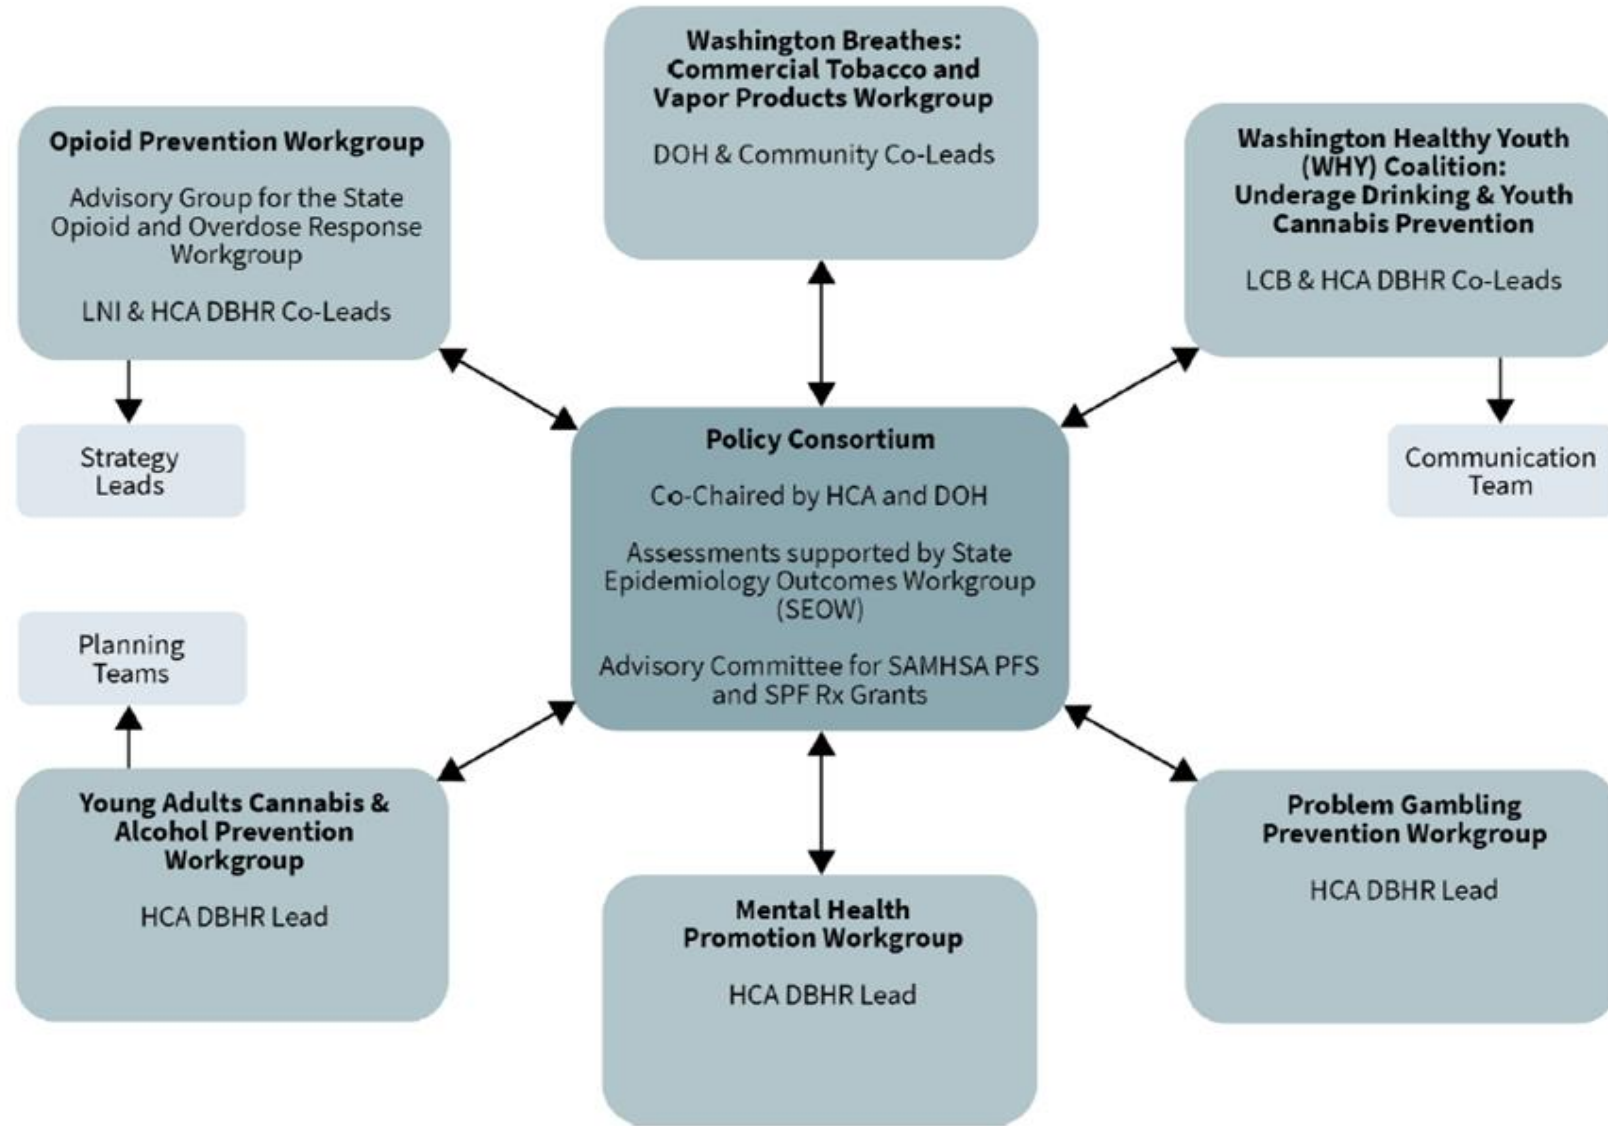 Washington Breathes:
Commercial Tobacco and
Vapor Products Workgroup
DOH & Community Co-Leads
Opioid Prevention Workgroup
Advisory Group for the State
Opioid and Overdose Response
Workgroup
LNI & HCA DBHR Co-Leads
Washington Healthy Youth
(WHY) Coalition:
Underage Drinking & Youth
Cannabis Prevention
LCB & HCA DBHR Co-Leads
Strategy
Leads
Policy Consortium
Co-Chaired by HCA and DOH
Assessments supported by State
Epidemiology Outcomes Workgroup
(SEOW)
Advisory Committee for SAMHSA PFS
and SPF Rx Grants
Communication
Team
Planning
Teams
Young Adults Cannabis &
Alcohol Prevention
Workgroup
HCA DBHR Lead
Mental Health
Promotion Workgroup
HCA DBHR Lead
Problem Gambling
Prevention Workgroup
HCA DBHR Lead